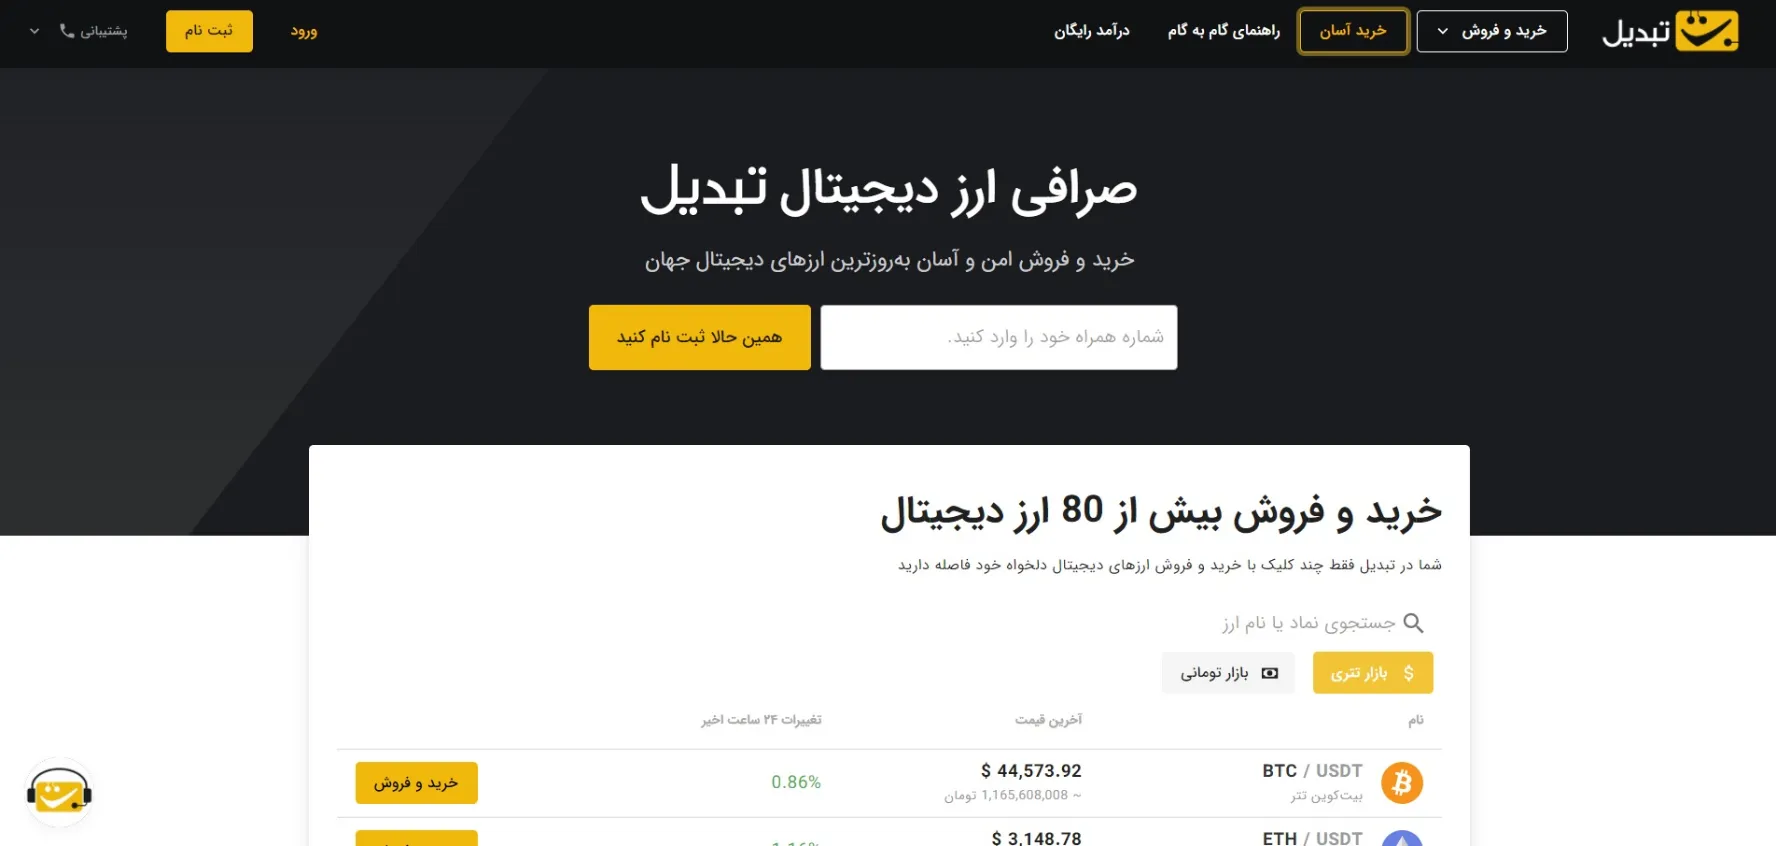 تبدیل
خرید و فروش
خرید آسان
راهنمای گام به گام
درآمد رایگان
ورود
ثبت نام
پشتیبانی
صرافی ارز دیجیتال تبدیل
خرید و فروش امن و آسان به‌روزترین ارزهای دیجیتال جهان
شماره همراه خود را وارد کنید.
همین حالا ثبت نام کنید
خرید و فروش بیش از 80 ارز دیجیتال
شما در تبدیل فقط چند کلیک با خرید و فروش ارزهای دیجیتال دلخواه خود فاصله دارید
جستجوی نماد یا نام ارز
$ بازار تتری
بازار تومانی
نام
آخرین قیمت
تغییرات ۲۴ ساعت اخیر
BTC / USDT
بیت‌کوین تتر
$ 44,573.92
~ 1,165,608,008 تومان
0.86%
خرید و فروش
ETH / USDT
$ 3,148.78